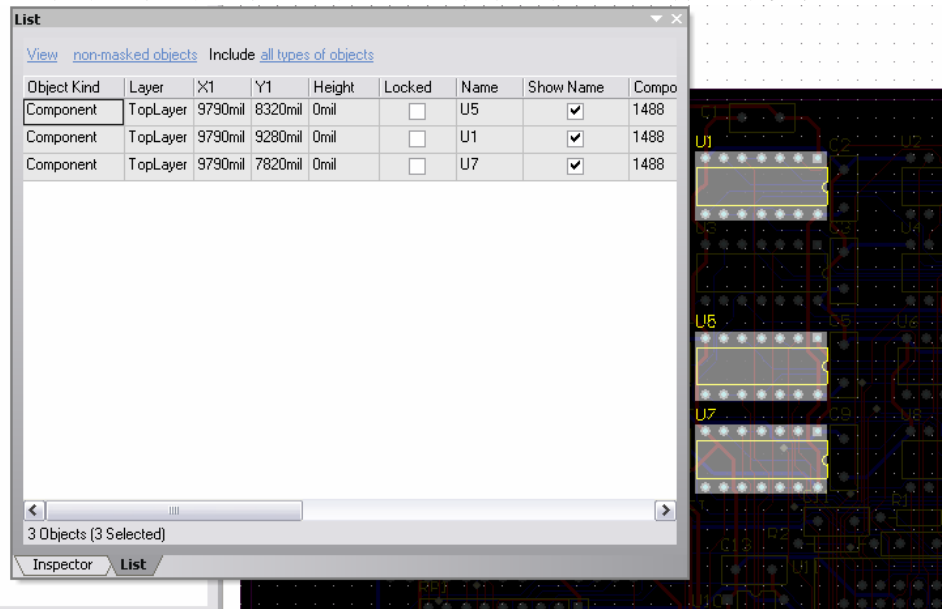 List
View non-masked objects Include all types of objects
Object Kind Layer X1 Y1 Height Locked Name Show Name Compo
Component TopLayer 9790mil 8320mil 0mil U5 1488
Component TopLayer 9790mil 9280mil 0mil U1 1488
Component TopLayer 9790mil 7820mil 0mil U7 1488
3 Objects (3 Selected)
Inspector List
C1
U1 C2 U2
U3 C3 U4
U5 C5 U6
U7 C9 U8
C11 R1
C13 R2
RP1